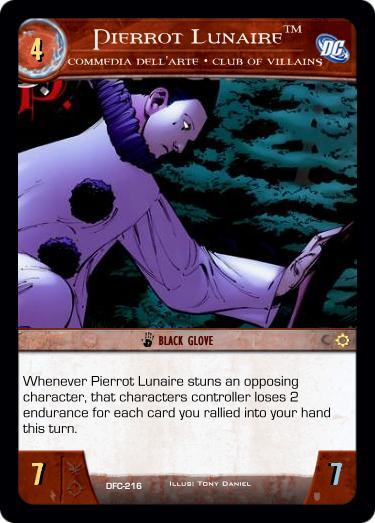 4
PIERROT LUNAIRE™
DC
COMMEDIA DELL'ARTE • CLUB OF VILLAINS
BLACK GLOVE
Whenever Pierrot Lunaire stuns an opposing
character, that characters controller loses 2
endurance for each card you rallied into your hand
this turn.
7
DFC-216
ILLUS: TONY DANIEL
7